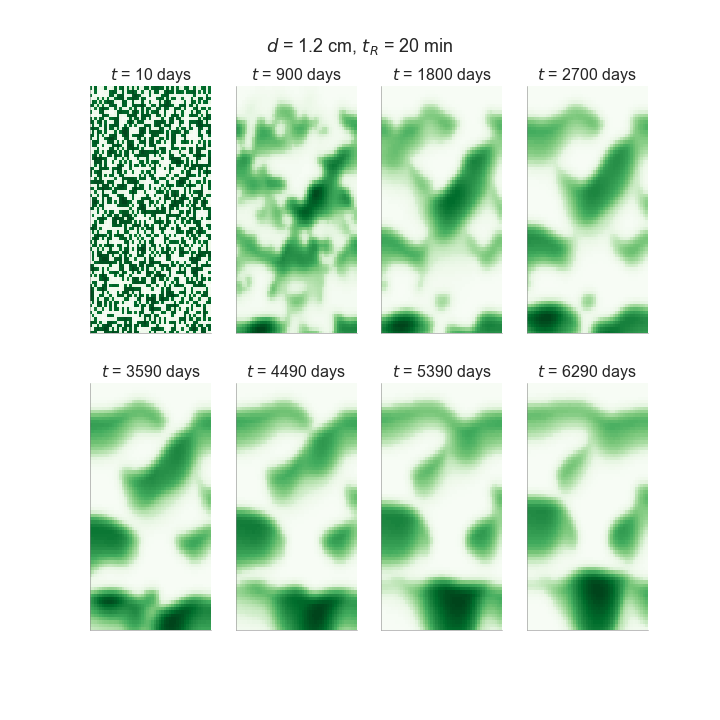 d = 1.2 cm, t_R = 20 min
t = 10 days
t = 900 days
t = 1800 days
t = 2700 days
t = 3590 days
t = 4490 days
t = 5390 days
t = 6290 days